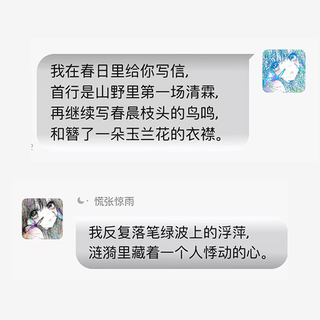 我在春日里给你写信,
首行是山野里第一场清霖,
再继续写春晨枝头的鸟鸣,
和簪了一朵玉兰花的衣襟。
慌张惊雨
我反复落笔绿波上的浮萍,
涟漪里藏着一个人悸动的心。